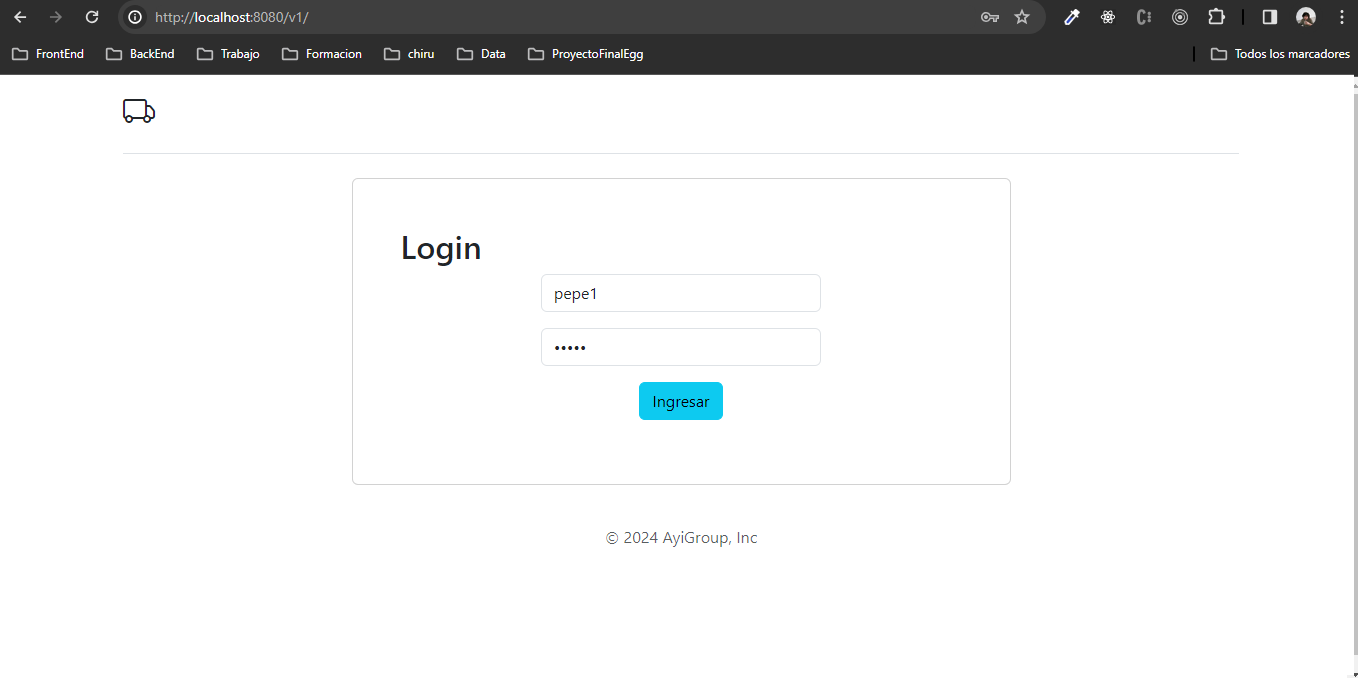 http://localhost:8080/v1/
FrontEnd BackEnd Trabajo Formacion chiru Data ProyectoFinalEgg Todos los marcadores
Login
pepe1
•••••
Ingresar
© 2024 AyiGroup, Inc